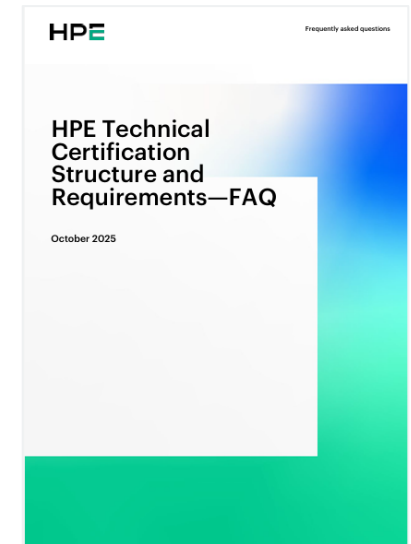 HPE
Frequently asked questions
HPE Technical
Certification
Structure and
Requirements—FAQ
October 2025